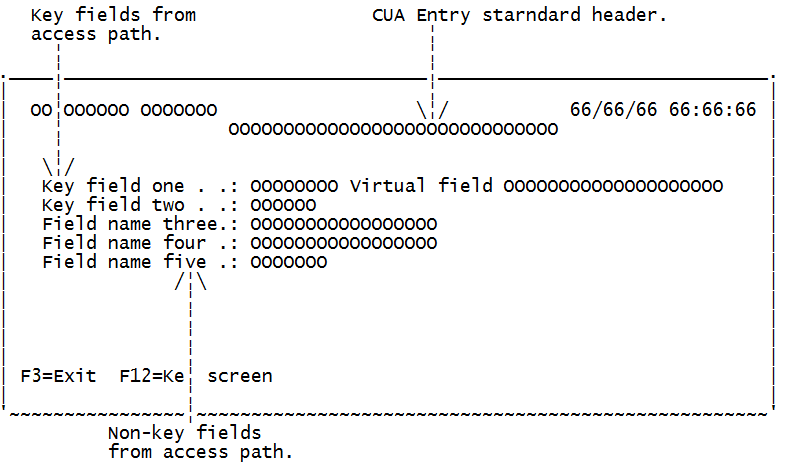 Key fields from CUA Entry starndard header.
access path.
OO OOOOOO OOOOOOO 66/66/66 66:66:66
OOOOOOOOOOOOOOOOOOOOOOOOOOOOOO
Key field one . .: OOOOOOOO Virtual field OOOOOOOOOOOOOOOOOOOO
Key field two . .: OOOOOO
Field name three.: OOOOOOOOOOOOOOOOO
Field name four .: OOOOOOOOOOOOOOOOO
Field name five .: OOOOOOO
F3=Exit F12=Ke screen
Non-key fields
from access path.